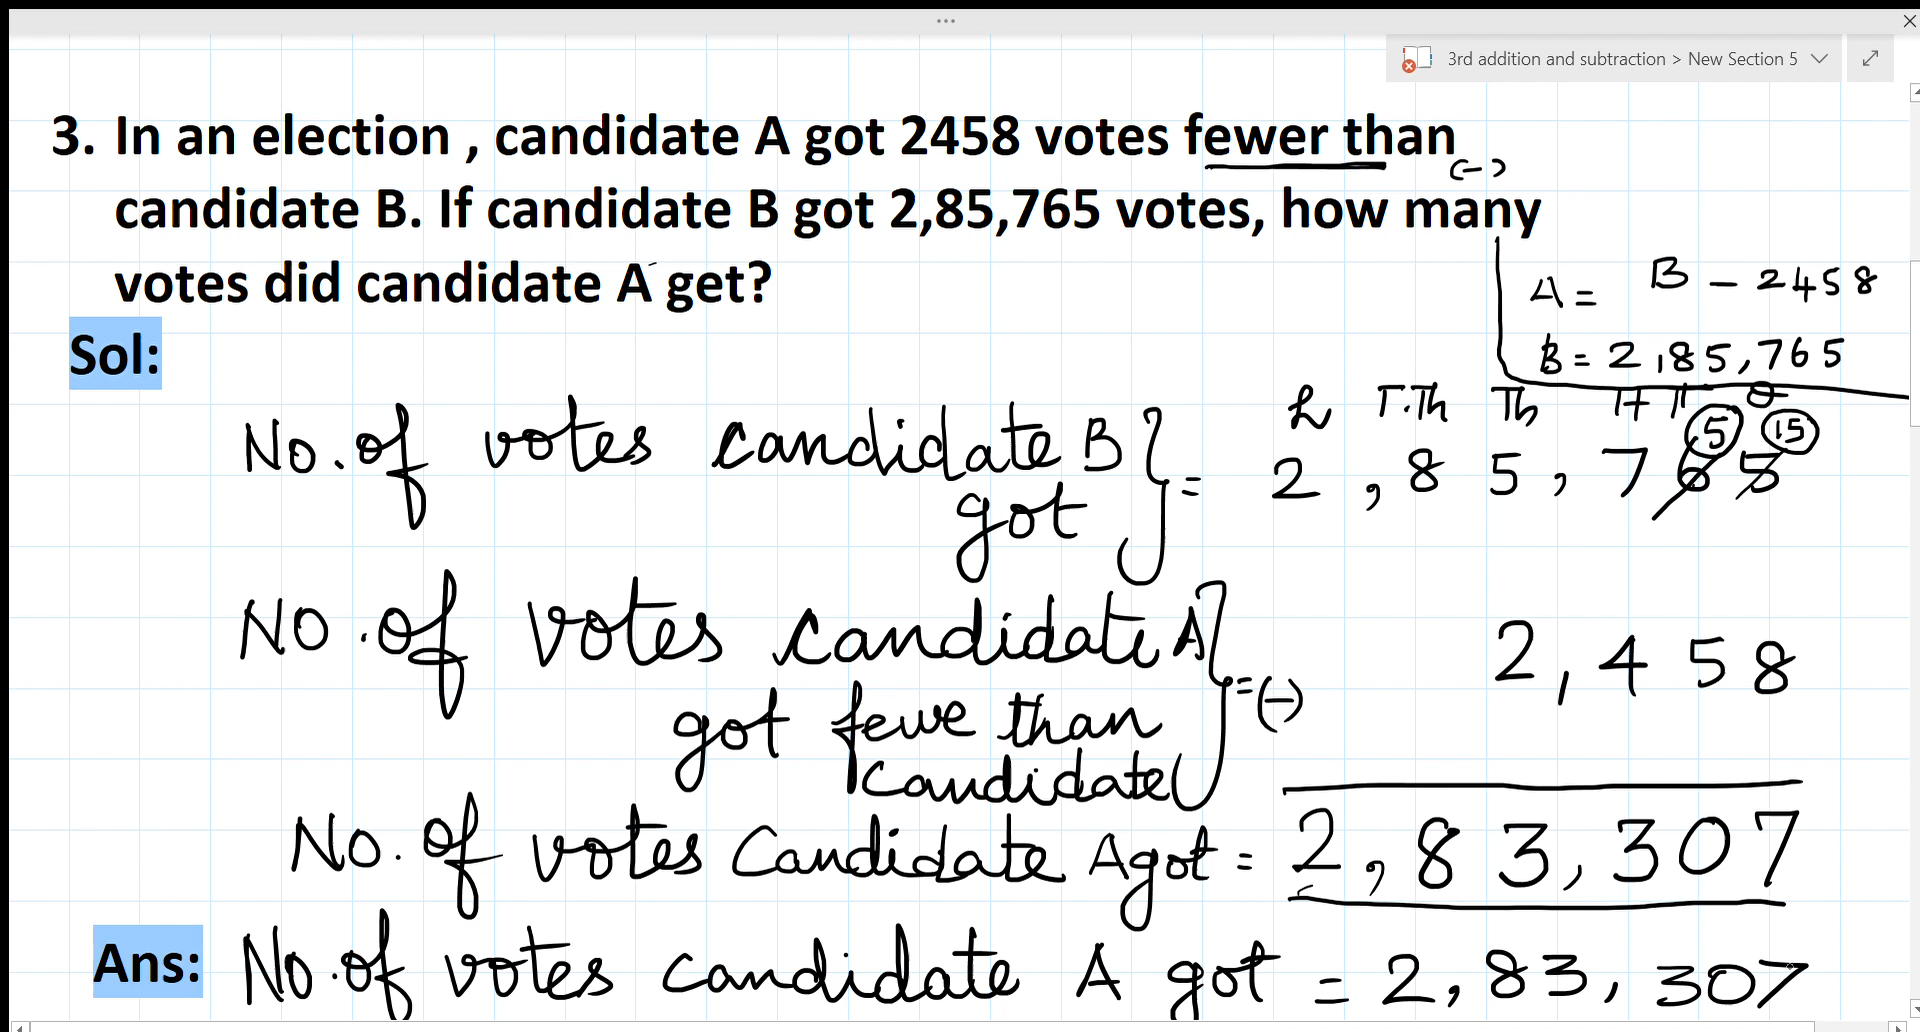 3rd addition and subtraction > New Section 5
3. In an election , candidate A got 2458 votes fewer than
(-)
candidate B. If candidate B got 2,85,765 votes, how many
votes did candidate A get?
A = B - 2458
B = 2,85,765
Sol:
L T.Th Th H T O
5 15
No. of votes candidate B } = 2,85,765
got
No. of votes candidate A } = (-) 2,458
got fewe than
candidate
No. of votes Candidate A got = 2,83,307
Ans: No. of votes candidate A got = 2,83,307